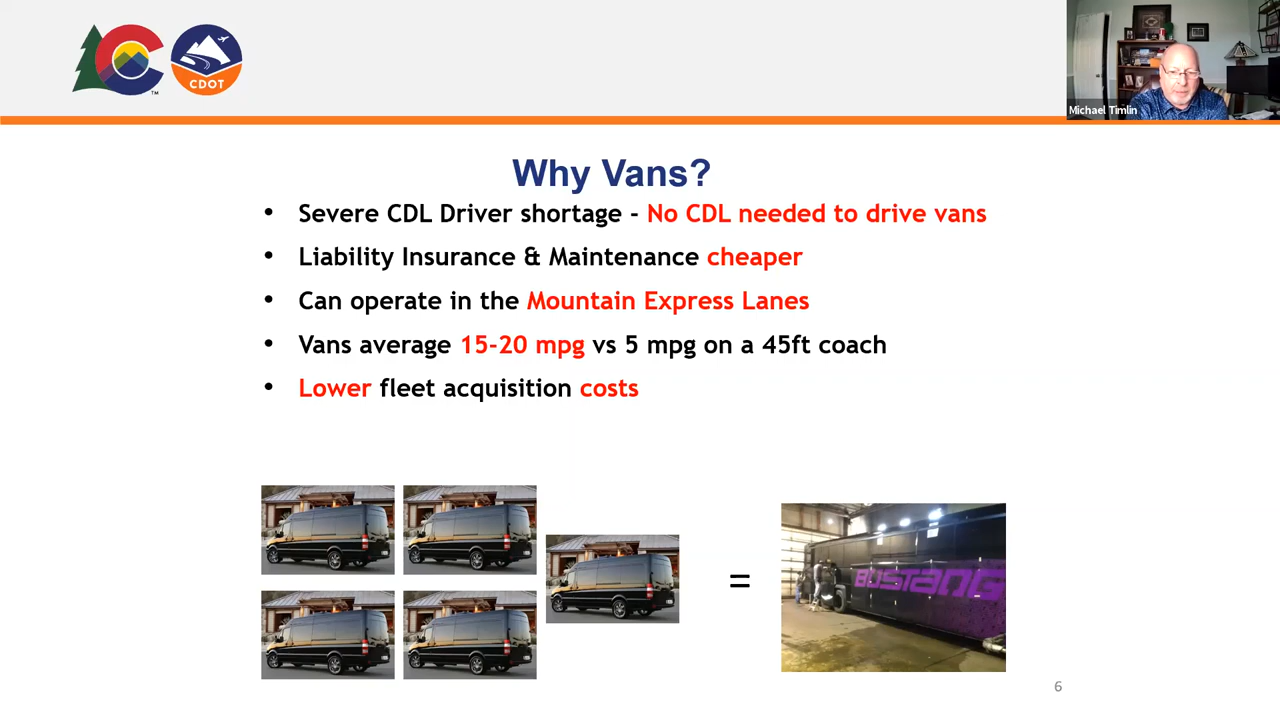 CDOT
TM
Michael Timlin
Why Vans?
• Severe CDL Driver shortage - No CDL needed to drive vans
• Liability Insurance & Maintenance cheaper
• Can operate in the Mountain Express Lanes
• Vans average 15-20 mpg vs 5 mpg on a 45ft coach
• Lower fleet acquisition costs
=
BUSTANG
6